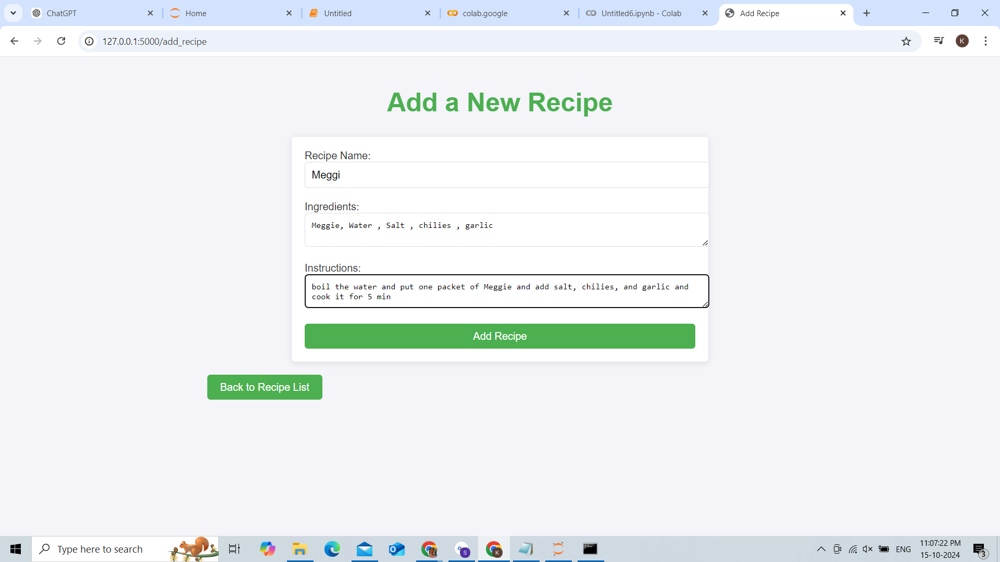 ChatGPT
Home
Untitled
colab.google
Untitled6.ipynb - Colab
Add Recipe
127.0.0.1:5000/add_recipe
K
Add a New Recipe
Recipe Name:
Meggi
Ingredients:
Meggie, Water , Salt , chilies , garlic
Instructions:
boil the water and put one packet of Meggie and add salt, chilies, and garlic and
cook it for 5 min
Add Recipe
Back to Recipe List
Type here to search
S
K
ENG
11:07:22 PM
15-10-2024
3